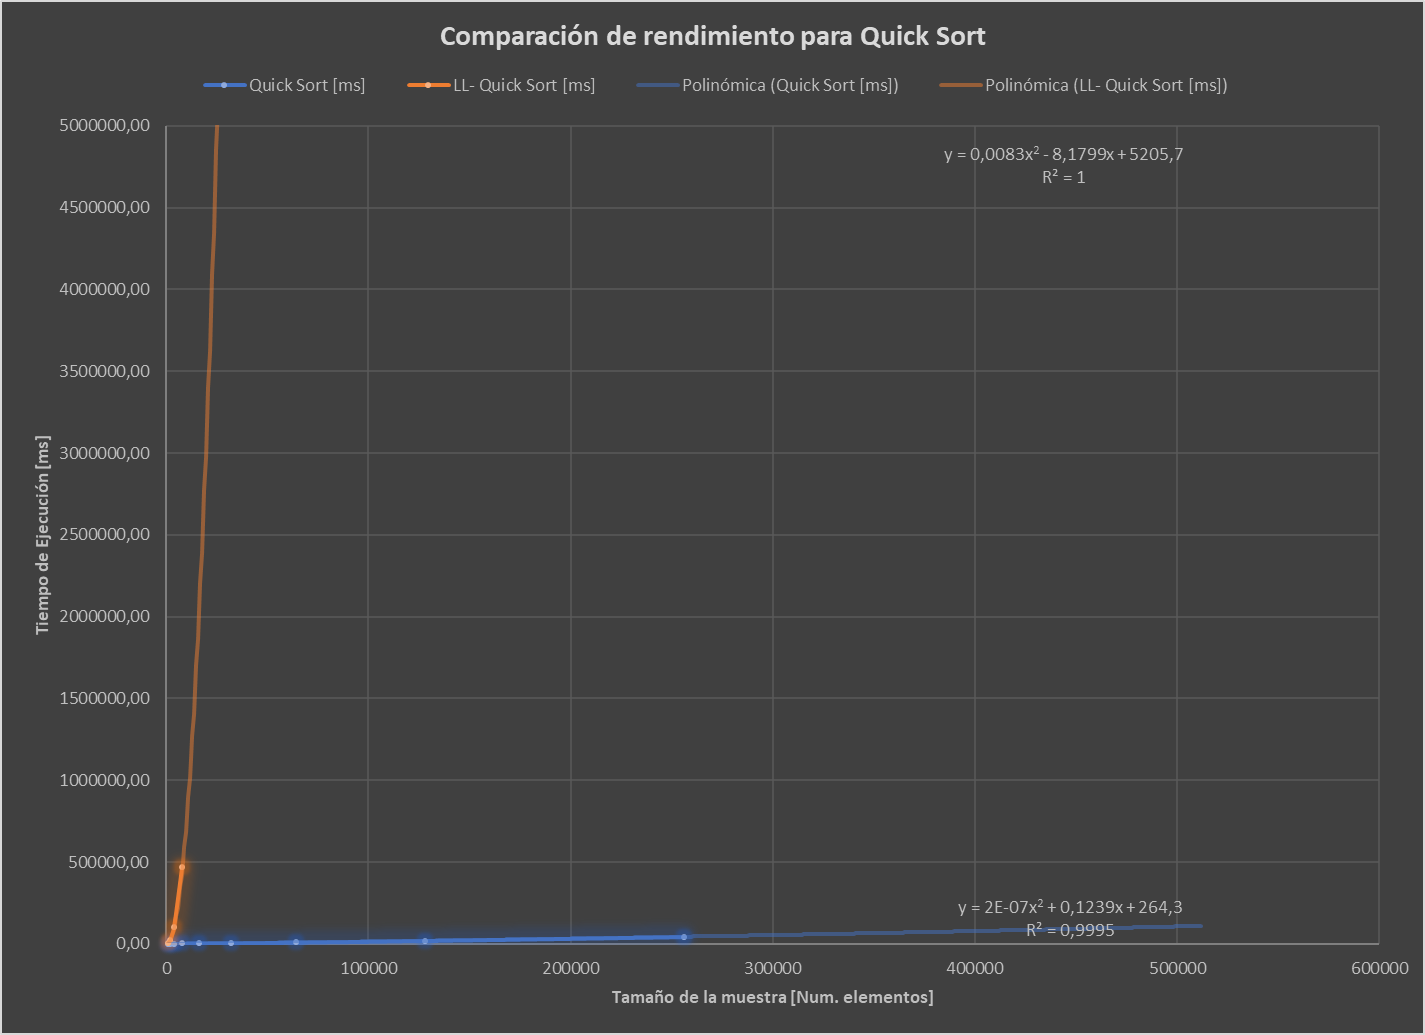 Comparación de rendimiento para Quick Sort
Quick Sort [ms] LL- Quick Sort [ms] Polinómica (Quick Sort [ms]) Polinómica (LL- Quick Sort [ms])
5000000,00
y = 0,0083x² - 8,1799x + 5205,7
R² = 1
4500000,00
4000000,00
3500000,00
3000000,00
2500000,00
2000000,00
1500000,00
1000000,00
500000,00
0,00
Tiempo de Ejecución [ms]
y = 2E-07x² + 0,1239x + 264,3
R² = 0,9995
0 100000 200000 300000 400000 500000 600000
Tamaño de la muestra [Num. elementos]